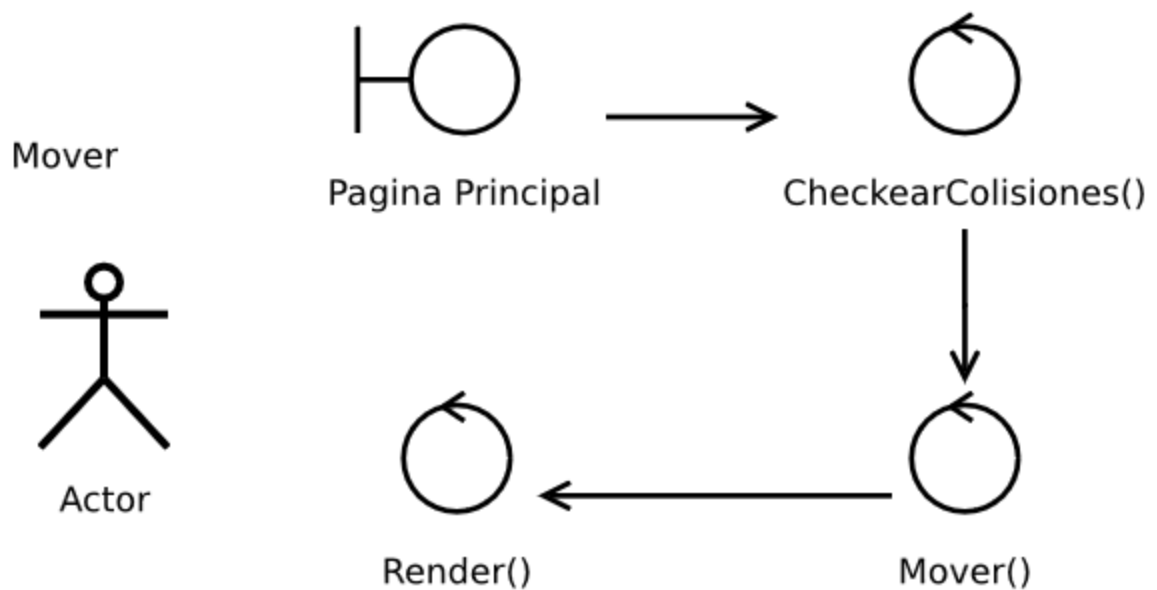 Mover
Pagina Principal
CheckearColisiones()
Actor
Render()
Mover()